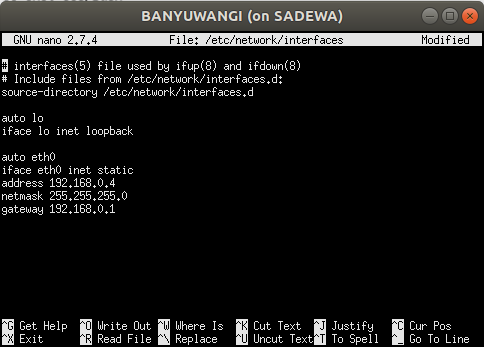 BANYUWANGI (on SADEWA)
GNU nano 2.7.4 File: /etc/network/interfaces Modified
# interfaces(5) file used by ifup(8) and ifdown(8)
# Include files from /etc/network/interfaces.d:
source-directory /etc/network/interfaces.d
auto lo
iface lo inet loopback
auto eth0
iface eth0 inet static
address 192.168.0.4
netmask 255.255.255.0
gateway 192.168.0.1
^G Get Help ^O Write Out ^W Where Is ^K Cut Text ^J Justify ^C Cur Pos
^X Exit ^R Read File ^\ Replace ^U Uncut Text ^T To Spell ^_ Go To Line